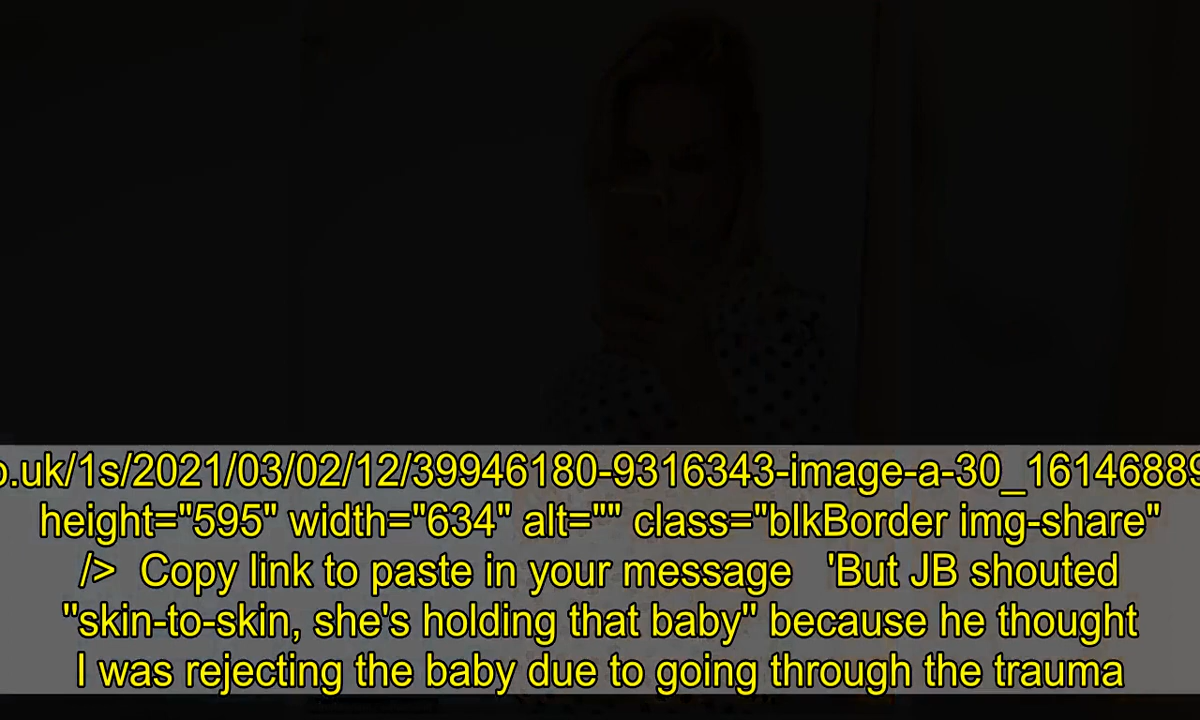 o.uk/1s/2021/03/02/12/39946180-9316343-image-a-30_16146889
height="595" width="634" alt="" class="blkBorder img-share"
/>  Copy link to paste in your message   'But JB shouted
"skin-to-skin, she's holding that baby" because he thought
I was rejecting the baby due to going through the trauma